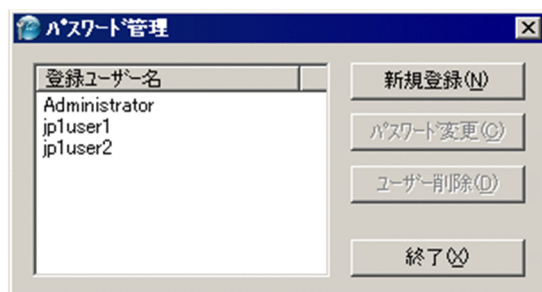 パスワード管理
登録ユーザー名
Administrator
jp1user1
jp1user2
新規登録(N)
パスワード変更(C)
ユーザー削除(D)
終了(X)